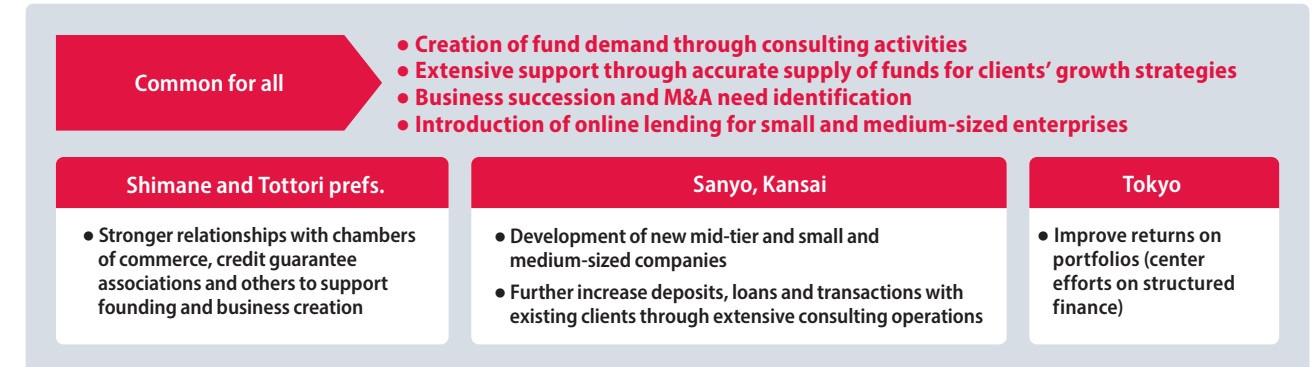 Common for all
● Creation of fund demand through consulting activities
● Extensive support through accurate supply of funds for clients’ growth strategies
● Business succession and M&A need identification
● Introduction of online lending for small and medium-sized enterprises
Shimane and Tottori prefs.
● Stronger relationships with chambers
of commerce, credit guarantee
associations and others to support
founding and business creation
Sanyo, Kansai
● Development of new mid-tier and small and
medium-sized companies
● Further increase deposits, loans and transactions with
existing clients through extensive consulting operations
Tokyo
● Improve returns on
portfolios (center
efforts on structured
finance)